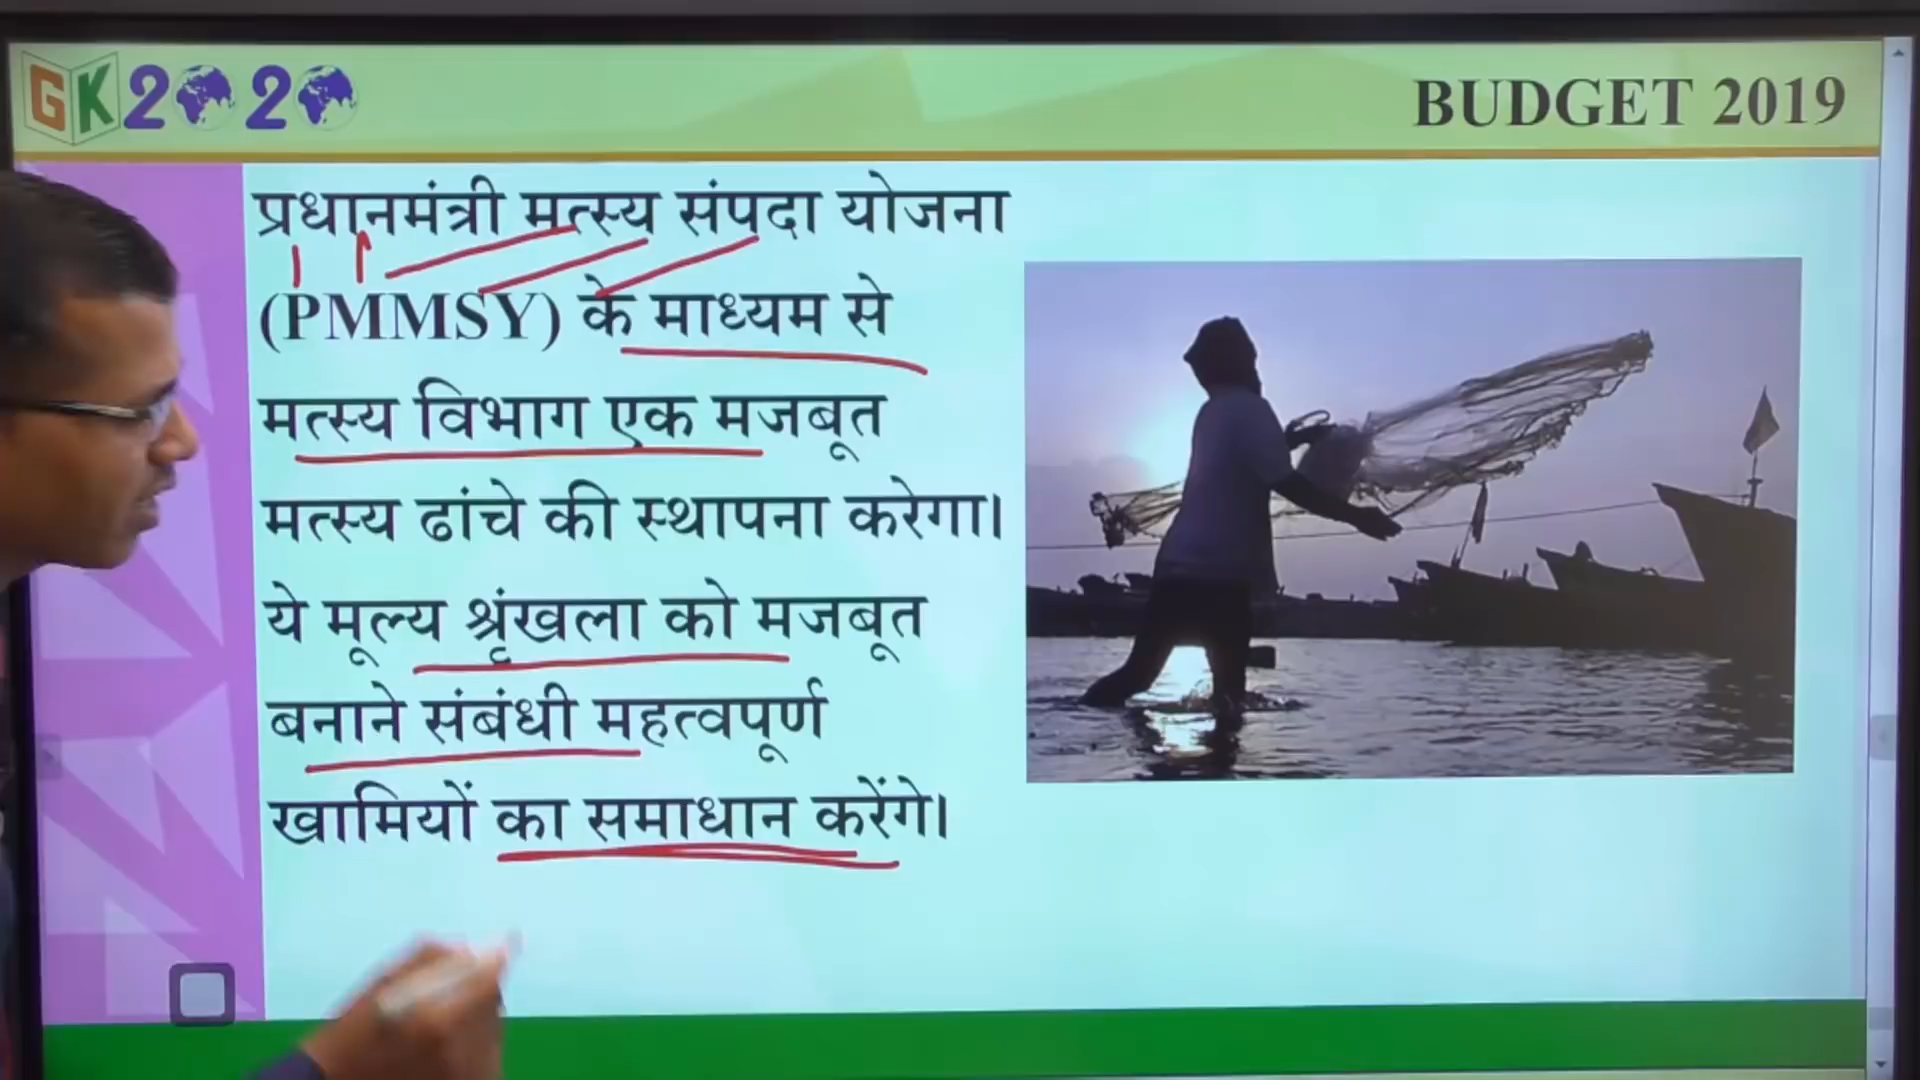 GK2020
BUDGET 2019
प्रधानमंत्री मत्स्य संपदा योजना
(PMMSY) के माध्यम से
मत्स्य विभाग एक मजबूत
मत्स्य ढांचे की स्थापना करेगा।
ये मूल्य श्रृंखला को मजबूत
बनाने संबंधी महत्वपूर्ण
खामियों का समाधान करेंगे।